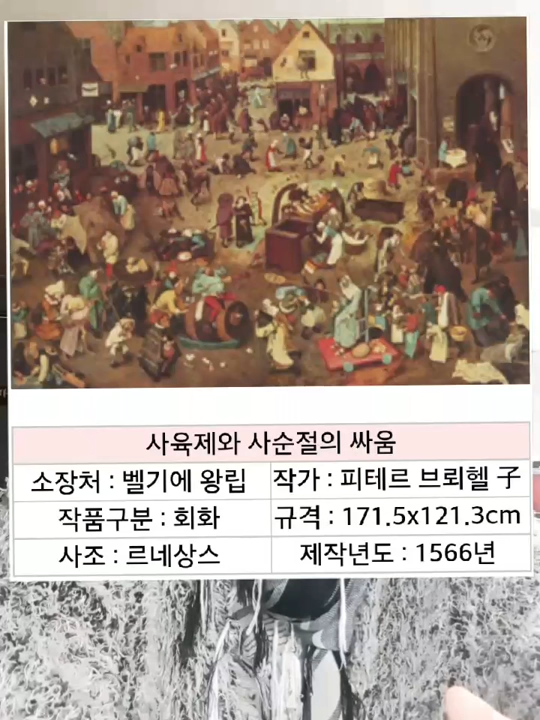 사육제와 사순절의 싸움
소장처 : 벨기에 왕립 작가 : 피테르 브뢰헬 子
작품구분 : 회화 규격 : 171.5x121.3cm
사조 : 르네상스 제작년도 : 1566년